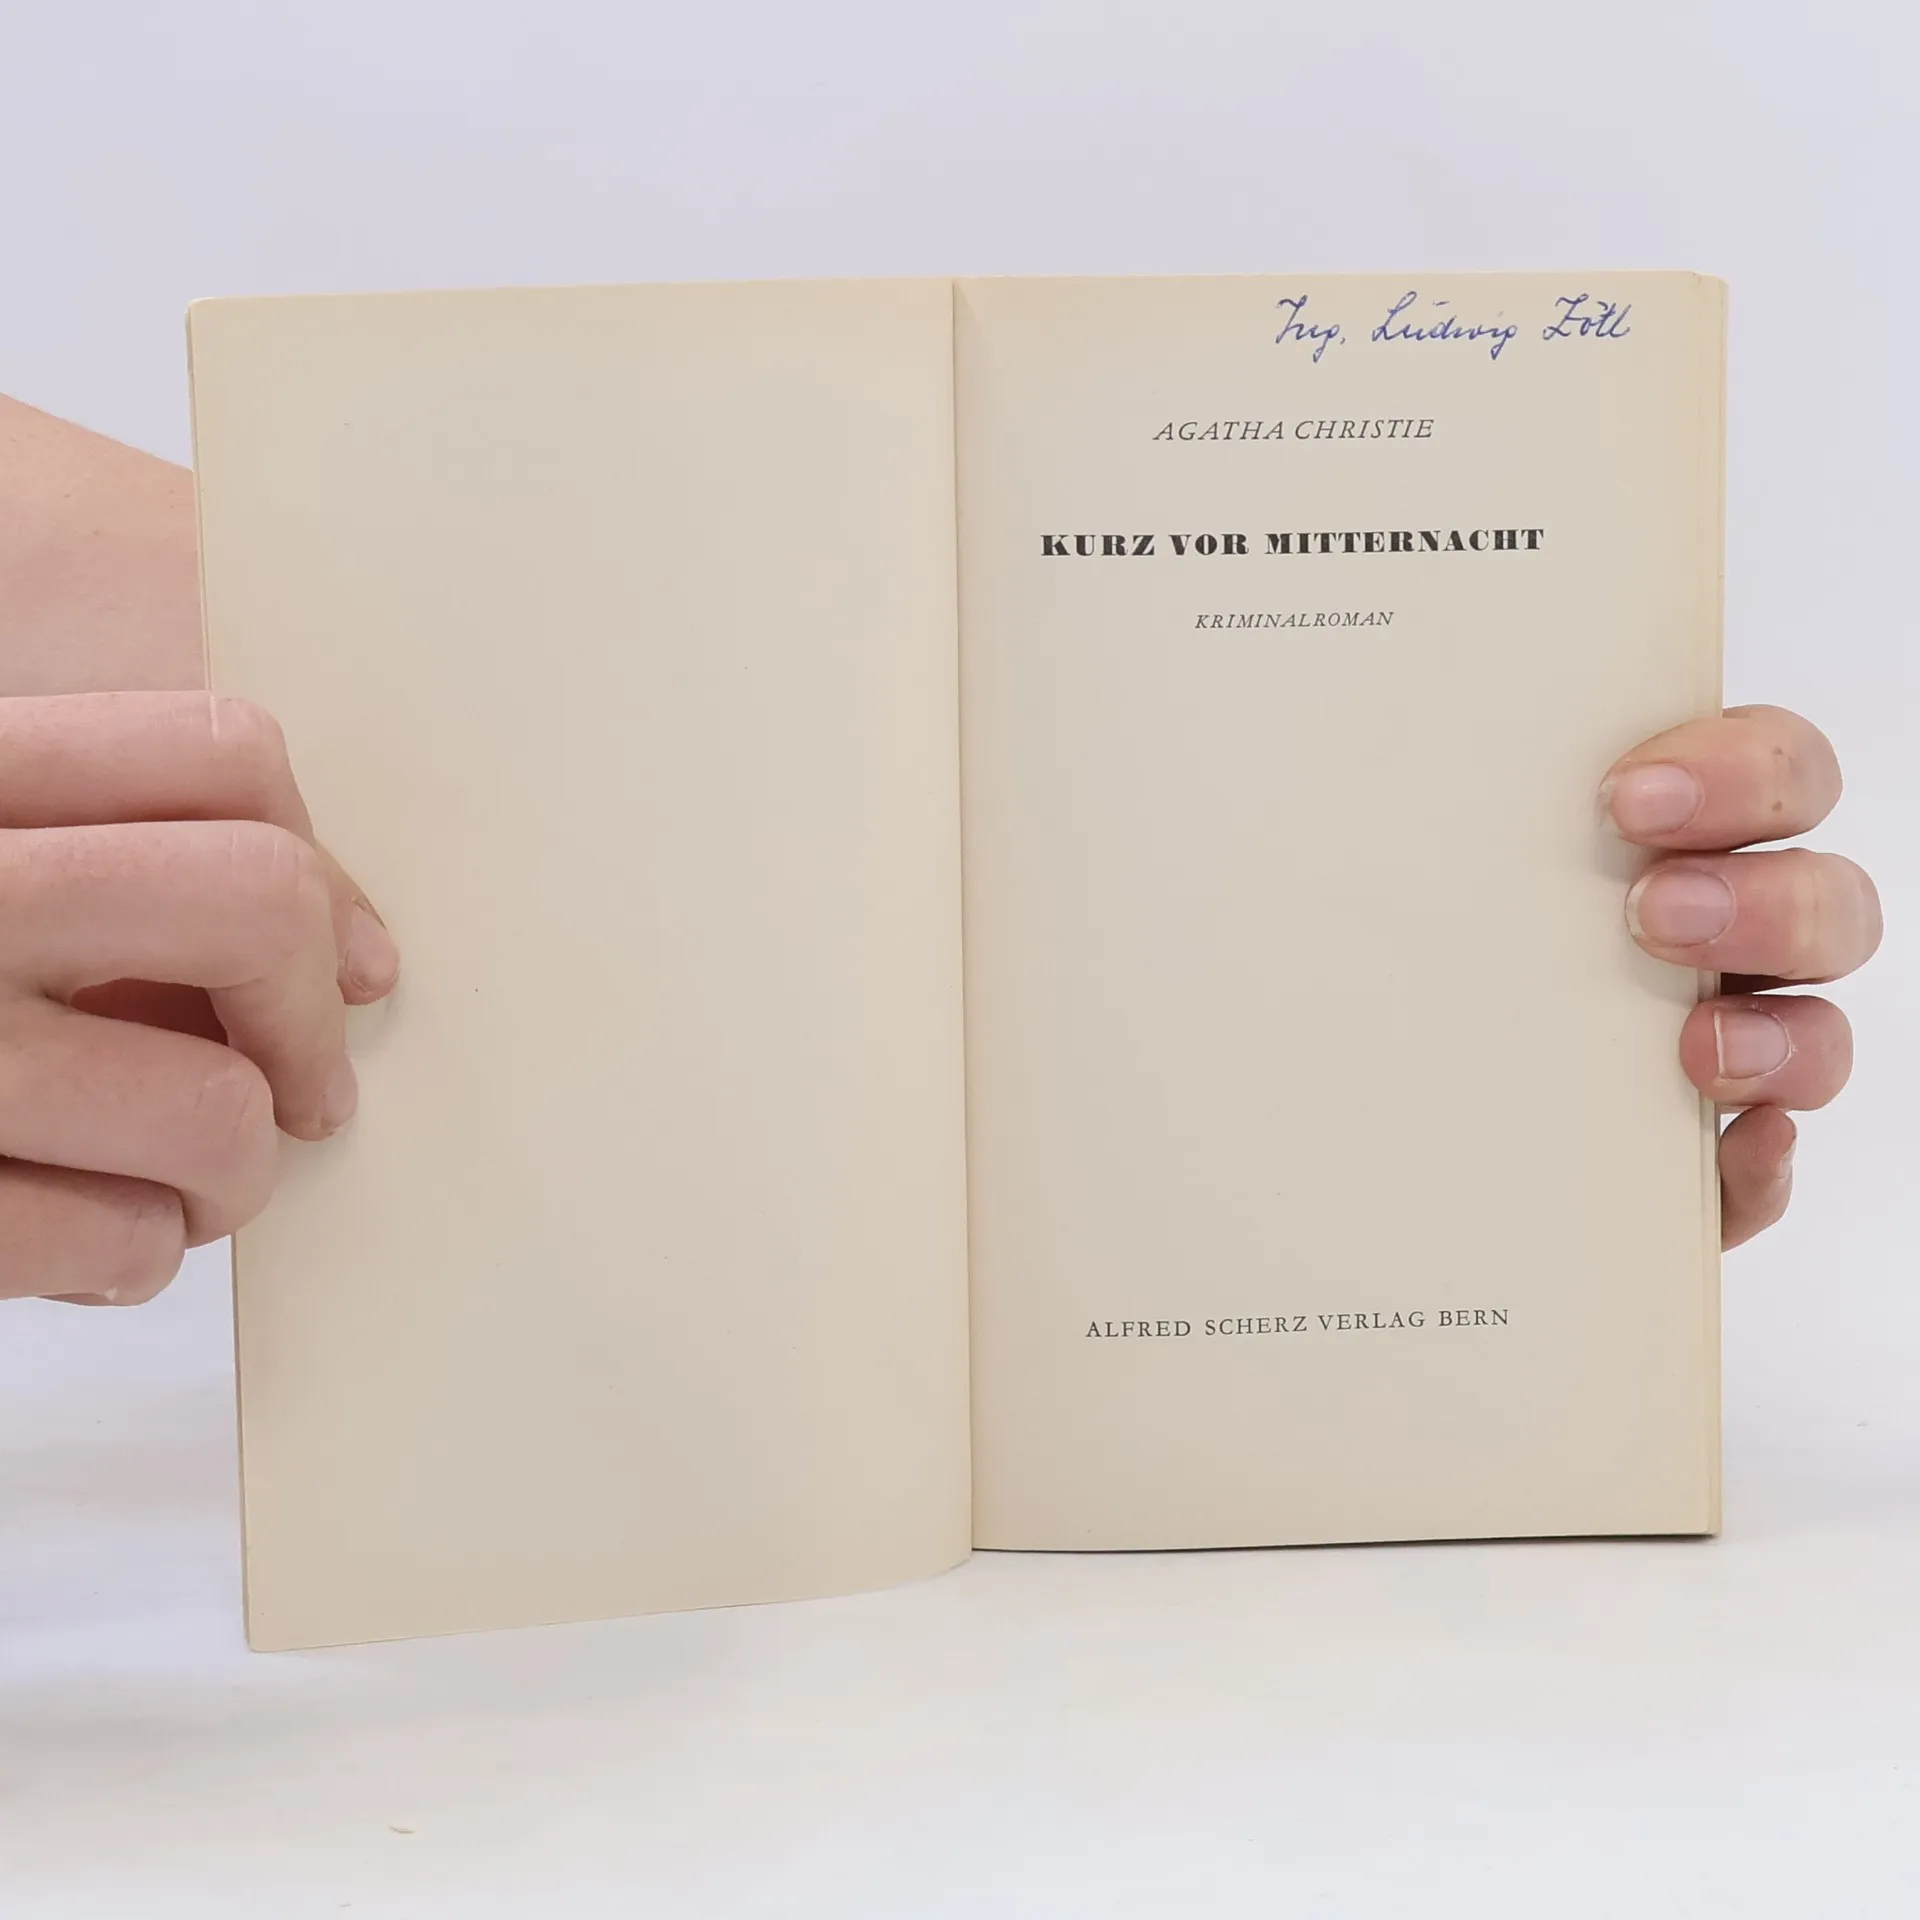 Ing. Ludwig Zötl
AGATHA CHRISTIE
KURZ VOR MITTERNACHT
KRIMINALROMAN
ALFRED SCHERZ VERLAG BERN